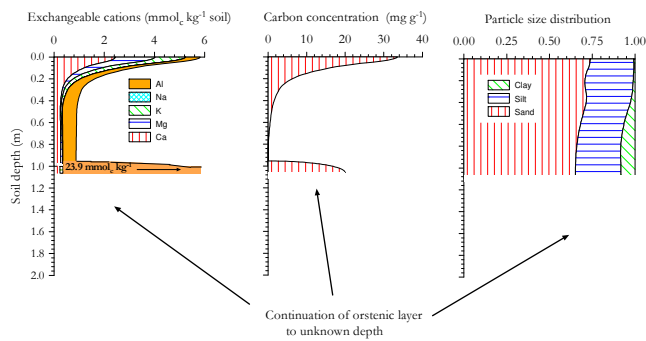 Exchangeable cations (mmolc kg-1 soil)
Carbon concentration (mg g-1)
Particle size distribution
0 2 4 6
0 10 20 30 40
0.00 0.25 0.50 0.75 1.00
Soil depth (m)
0.0
0.2
0.4
0.6
0.8
1.0
1.2
1.4
1.6
1.8
2.0
Al
Na
K
Mg
Ca
23.9 mmolc kg-1
Clay
Silt
Sand
Continuation of orstenic layer
to unknown depth